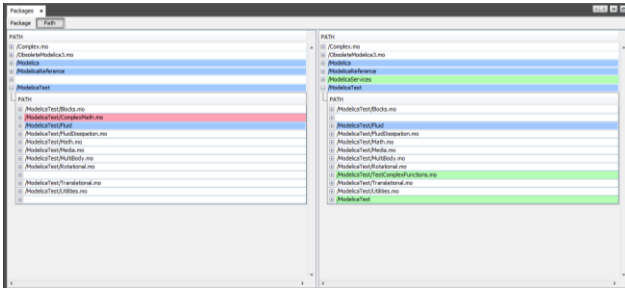 Packages
Package Path
PATH
/Complex.mo
/ObsoleteModelica3.mo
/Modelica
/ModelicaReference
/ModelicaTest
PATH
/ModelicaTest/Blocks.mo
/ModelicaTest/ComplexMath.mo
/ModelicaTest/Fluid
/ModelicaTest/FluidDissipation.mo
/ModelicaTest/Math.mo
/ModelicaTest/Media.mo
/ModelicaTest/MultiBody.mo
/ModelicaTest/Rotational.mo
/ModelicaTest/Translational.mo
/ModelicaTest/Utilities.mo
PATH
/Complex.mo
/ObsoleteModelica3.mo
/Modelica
/ModelicaReference
/ModelicaServices
/ModelicaTest
PATH
/ModelicaTest/Blocks.mo
/ModelicaTest/Fluid
/ModelicaTest/FluidDissipation.mo
/ModelicaTest/Math.mo
/ModelicaTest/Media.mo
/ModelicaTest/MultiBody.mo
/ModelicaTest/Rotational.mo
/ModelicaTest/TestComplexFunctions.mo
/ModelicaTest/Translational.mo
/ModelicaTest/Utilities.mo
/ModelicaTest